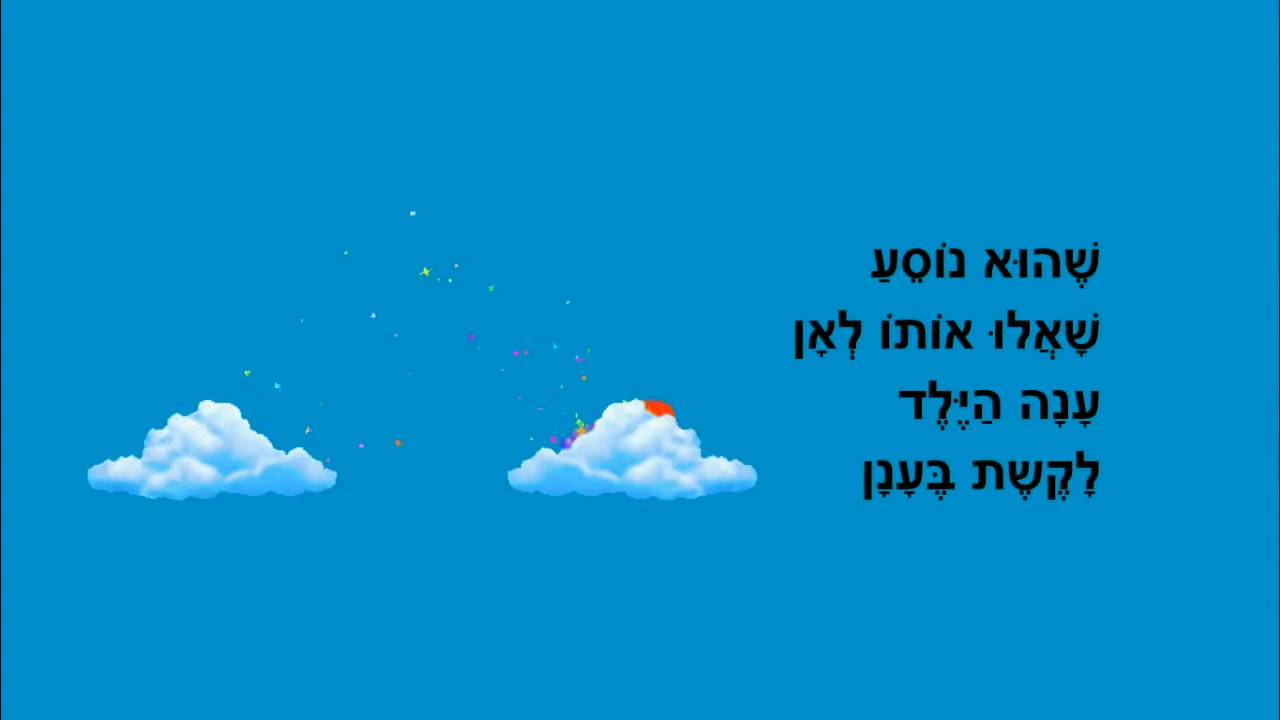 שֶׁהוּא נוֹסֵעַ
שָׁאֲלוּ אוֹתוֹ לְאָן
עָנָה הַיֶּלֶד
לָקֶשֶׁת בֶּעָנָן